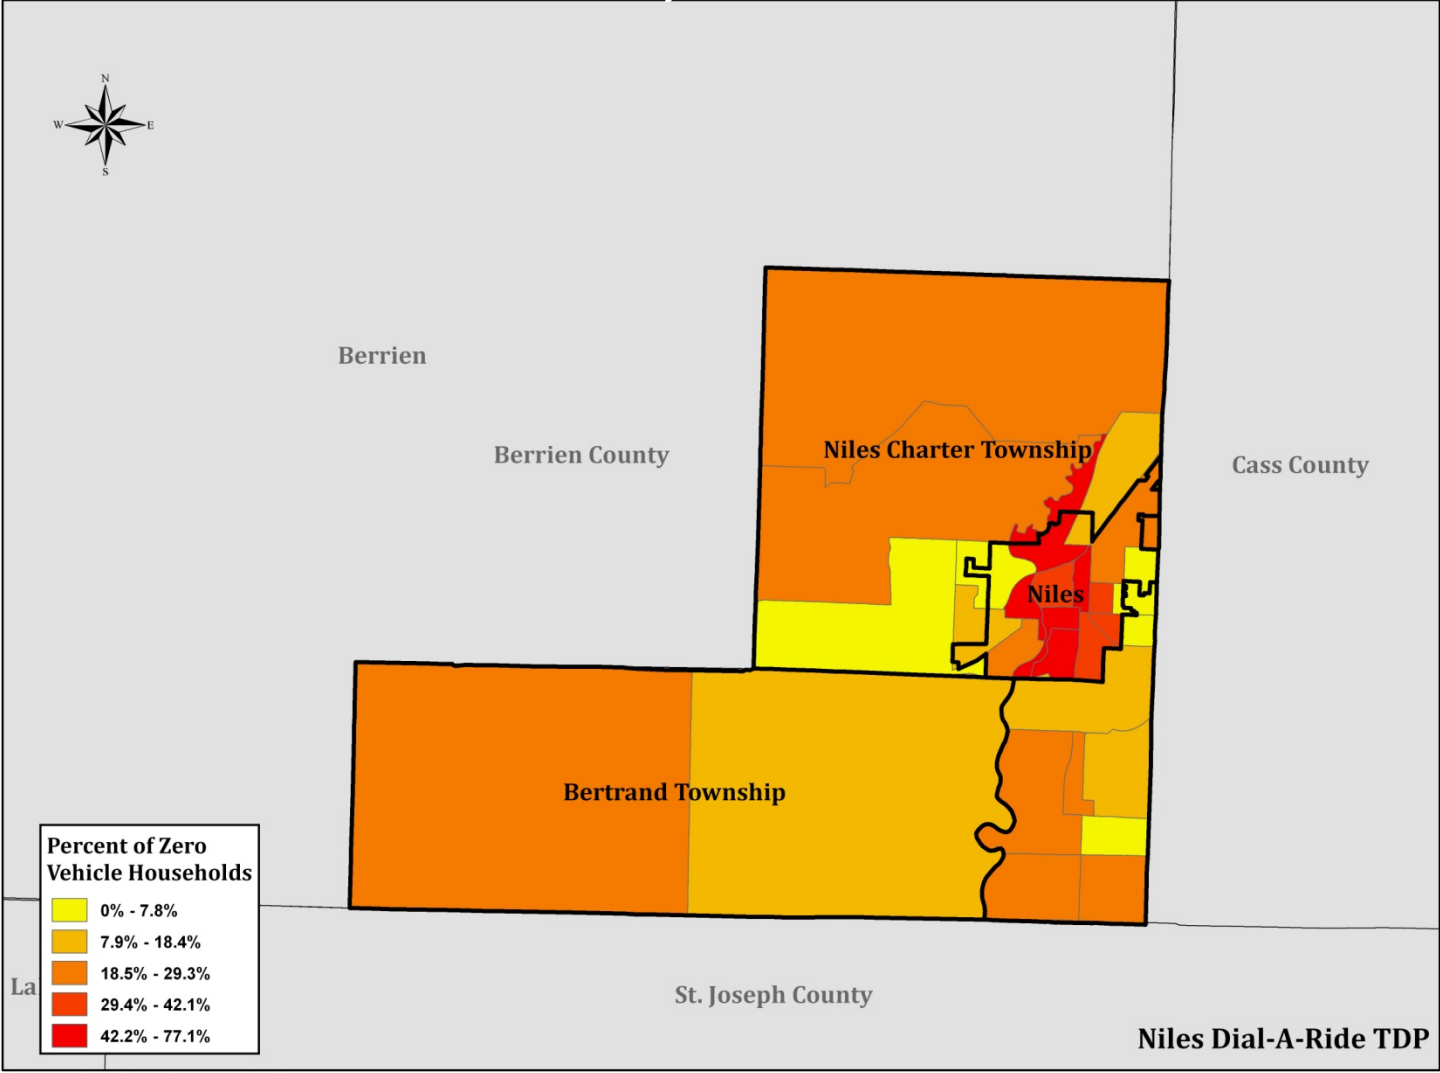 N
W E
S
Berrien
Berrien County
Niles Charter Township
Cass County
Niles
Bertrand Township
Percent of Zero
Vehicle Households
0% - 7.8%
7.9% - 18.4%
18.5% - 29.3%
29.4% - 42.1%
42.2% - 77.1%
La
St. Joseph County
Niles Dial-A-Ride TDP